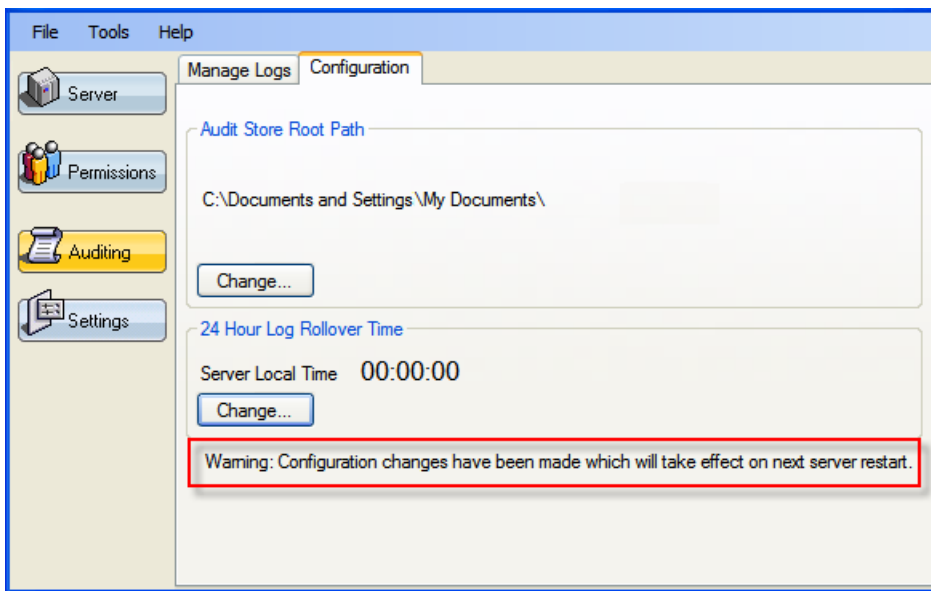 File Tools Help
Manage Logs Configuration
Server
Audit Store Root Path
Permissions
C:\Documents and Settings\My Documents\
Auditing
Change...
Settings
24 Hour Log Rollover Time
Server Local Time 00:00:00
Change...
Warning: Configuration changes have been made which will take effect on next server restart.